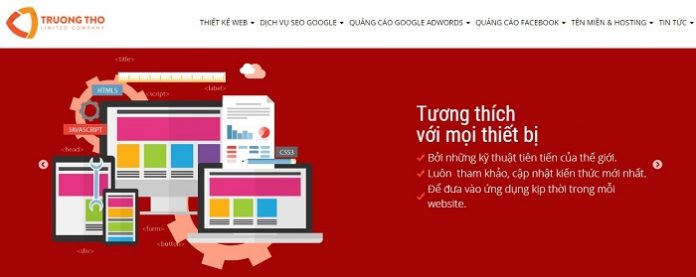 TRUONG THO
LIMITED COMPANY
THIẾT KẾ WEB
DỊCH VỤ SEO GOOGLE
QUẢNG CÁO GOOGLE ADWORDS
QUẢNG CÁO FACEBOOK
TÊN MIỀN & HOSTING
TIN TỨC
<title>
HTML5
<script>
<label>
JAVASCRIPT
<head>
CSS3
<form>
<button>
<div>
Tương thích
với mọi thiết bị
Bởi những kỹ thuật tiên tiến của thế giới.
Luôn tham khảo, cập nhật kiến thức mới nhất.
Để đưa vào ứng dụng kịp thời trong mỗi
website.